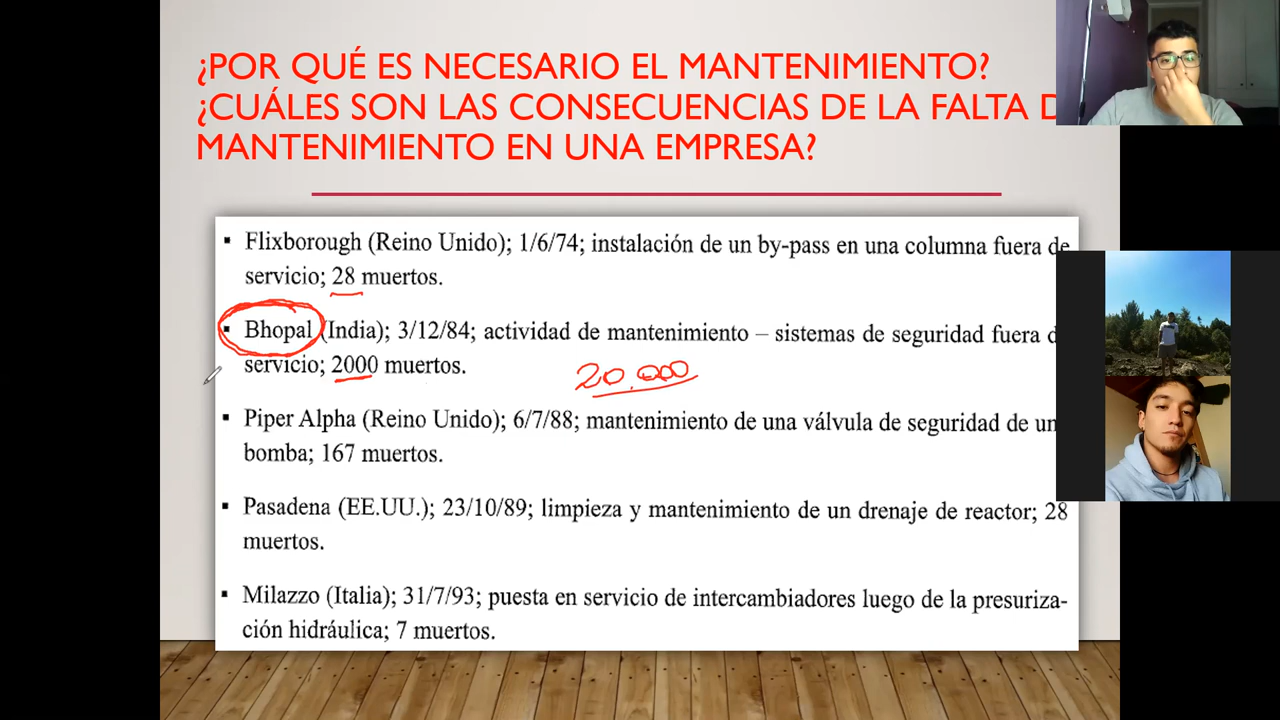 ¿POR QUÉ ES NECESARIO EL MANTENIMIENTO?
¿CUÁLES SON LAS CONSECUENCIAS DE LA FALTA D
MANTENIMIENTO EN UNA EMPRESA?
▪ Flixborough (Reino Unido); 1/6/74; instalación de un by-pass en una columna fuera de
servicio; 28 muertos.
▪ Bhopal (India); 3/12/84; actividad de mantenimiento – sistemas de seguridad fuera d
servicio; 2000 muertos.
20.000
▪ Piper Alpha (Reino Unido); 6/7/88; mantenimiento de una válvula de seguridad de un
bomba; 167 muertos.
▪ Pasadena (EE.UU.); 23/10/89; limpieza y mantenimiento de un drenaje de reactor; 28
muertos.
▪ Milazzo (Italia); 31/7/93; puesta en servicio de intercambiadores luego de la presuriza-
ción hidráulica; 7 muertos.